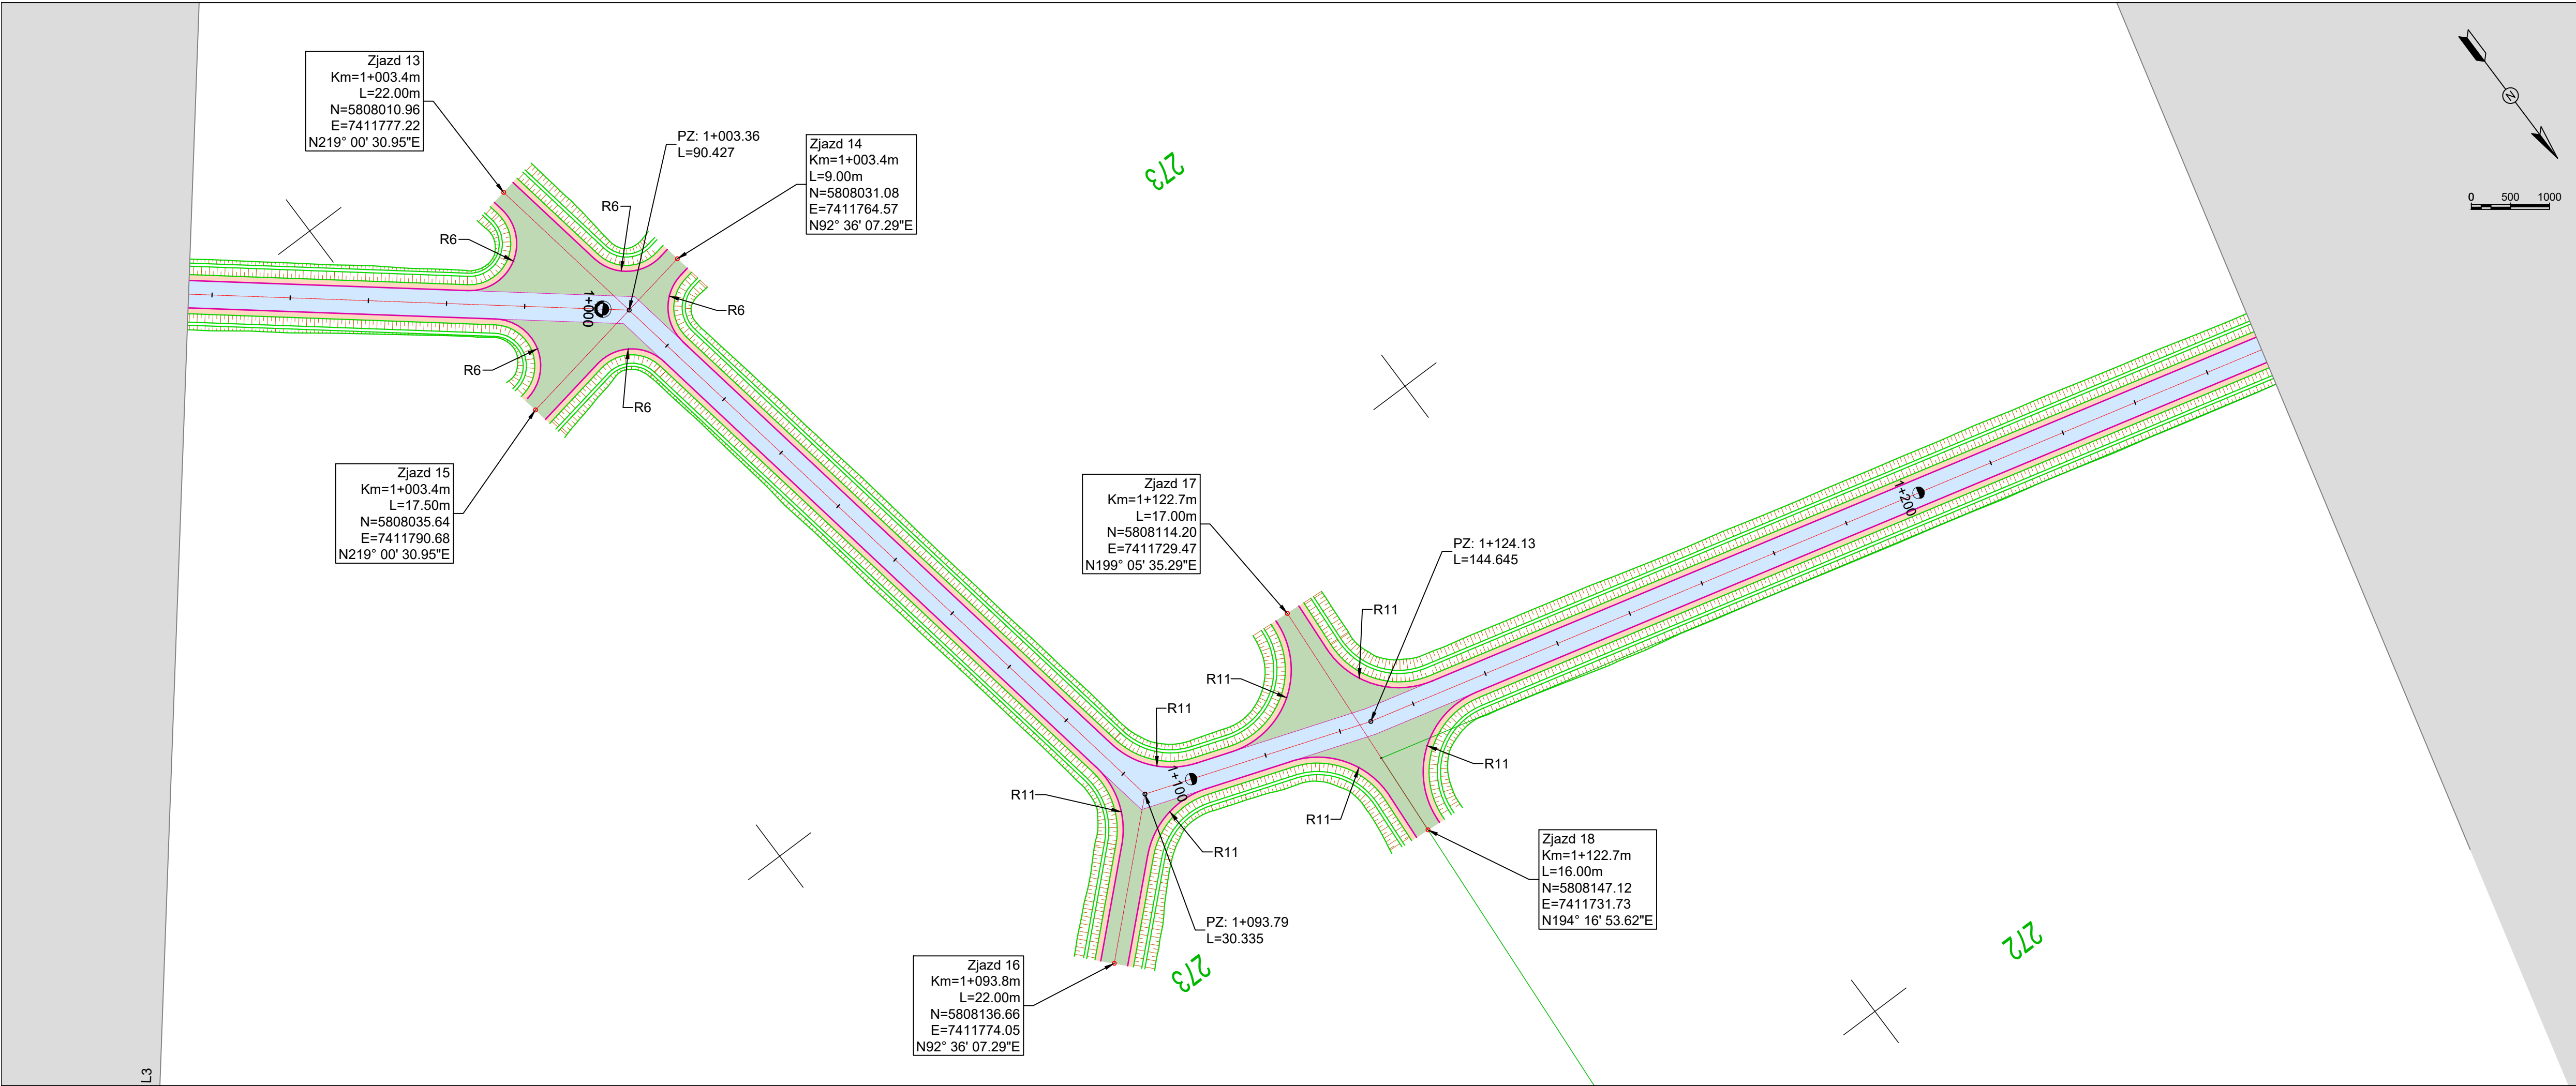 Zjazd 13
Km=1+003.4m
L=22.00m
N=5808010.96
E=7411777.22
N219° 00' 30.95"E
PZ: 1+003.36
L=90.427
Zjazd 14
Km=1+003.4m
L=9.00m
N=5808031.08
E=7411764.57
N92° 36' 07.29"E
273
N
0 500 1000
R6
R6
R6
1+000
R6
R6
Zjazd 15
Km=1+003.4m
L=17.50m
N=5808035.64
E=7411790.68
N219° 00' 30.95"E
Zjazd 17
Km=1+122.7m
L=17.00m
N=5808114.20
E=7411729.47
N199° 05' 35.29"E
1+200
PZ: 1+124.13
L=144.645
R11
R11
R11
R11
1+100
R11
R11
R11
Zjazd 18
Km=1+122.7m
L=16.00m
N=5808147.12
E=7411731.73
N194° 16' 53.62"E
PZ: 1+093.79
L=30.335
272
Zjazd 16
Km=1+093.8m
L=22.00m
N=5808136.66
E=7411774.05
N92° 36' 07.29"E
273
L3